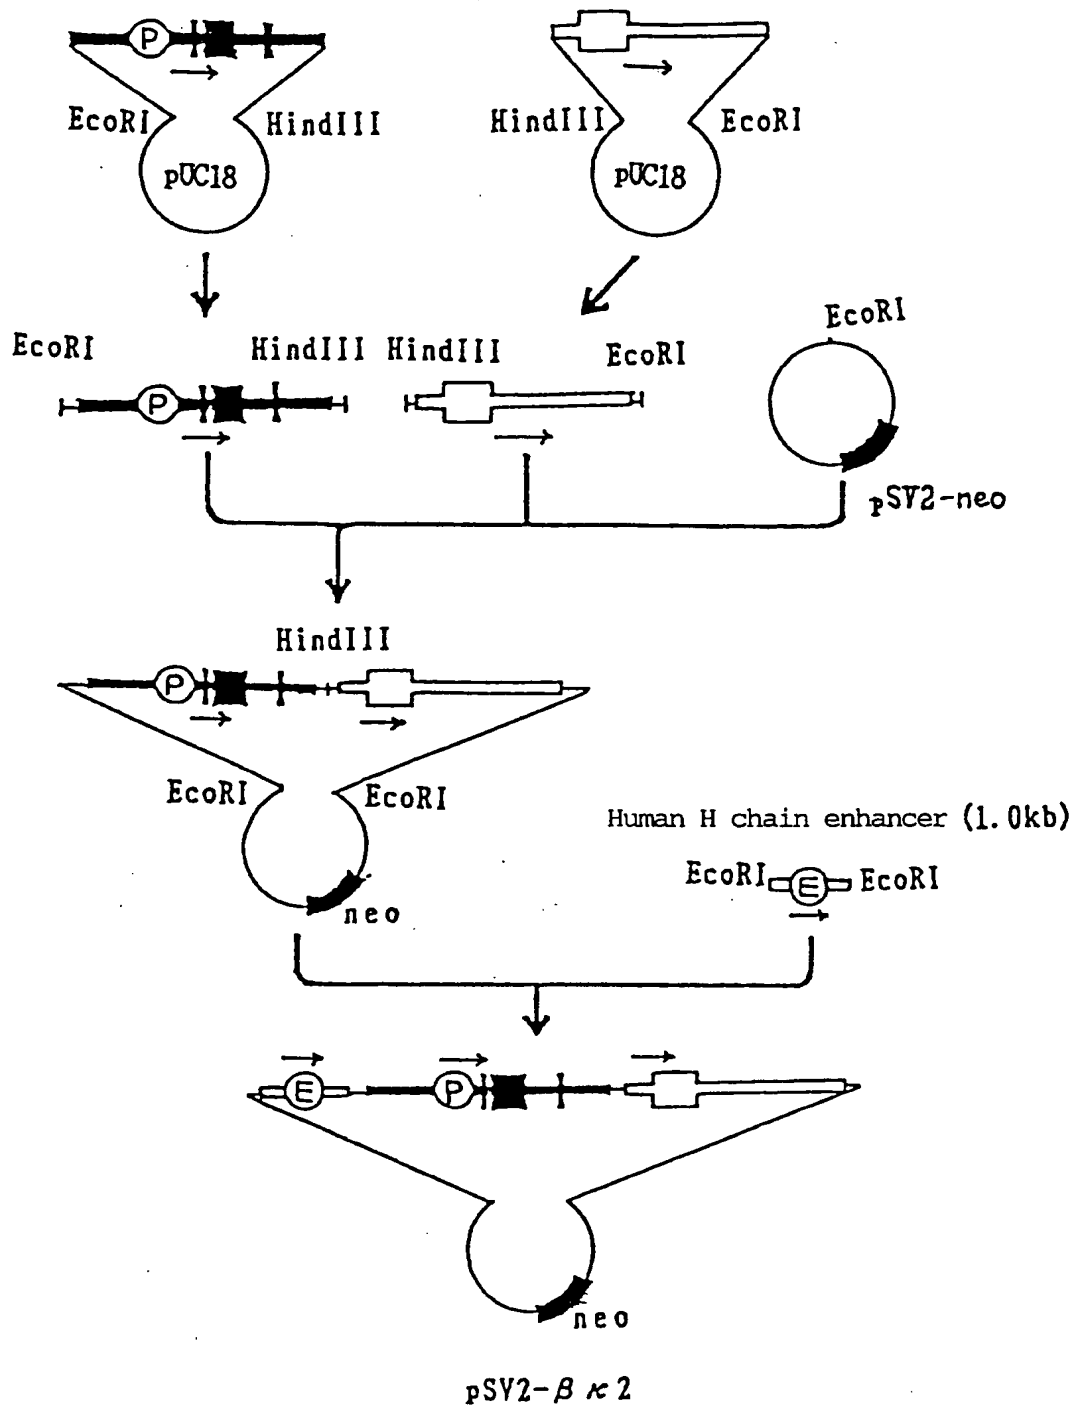 P
EcoRI HindIII HindIII EcoRI
pUC18 pUC18
EcoRI
EcoRI HindIII HindIII EcoRI
P
pSV2-neo
HindIII
P
EcoRI EcoRI
Human H chain enhancer (1.0kb)
EcoRI E EcoRI
neo
E P
neo
pSV2-βκ2